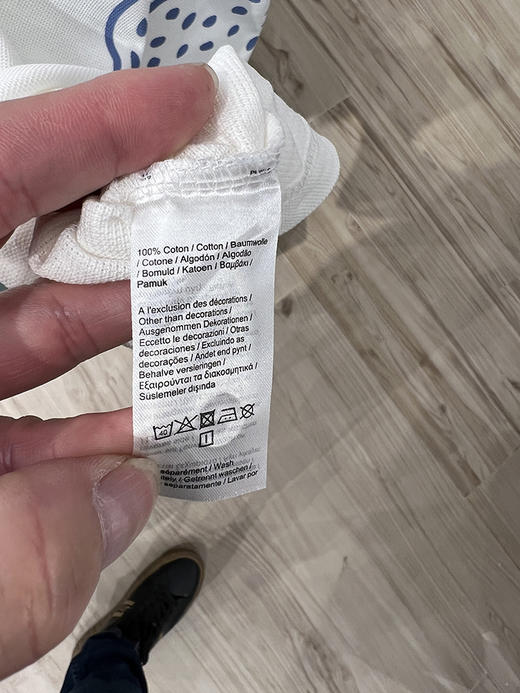 100% Coton / Cotton / Baumwolle
/ Cotone / Algodón / Algodão
/ Bomuld / Katoen / Βαμβάκι /
Pamuk
A l'exclusion des décorations /
Other than decorations /
Ausgenommen Dekorationen /
Eccetto le decorazioni / Otras
decoraciones / Excluindo as
decorações / Andet end pynt /
Behalve versieringen /
Εξαιρούνται τα διακοσμητικά /
Süslemeler dışında
40
séparément / Wash
/ Getrennt waschen /
separatamente / Lavar por